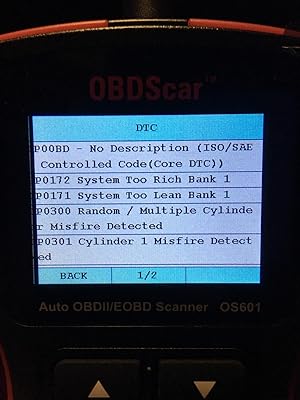 OBDScar™
DTC
P00BD - No Description (ISO/SAE
Controlled Code(Core DTC))
P0172 System Too Rich Bank 1
P0171 System Too Lean Bank 1
P0300 Random / Multiple Cylinde
r Misfire Detected
P0301 Cylinder 1 Misfire Detect
ed
BACK 1/2
Auto OBDII/EOBD Scanner OS601